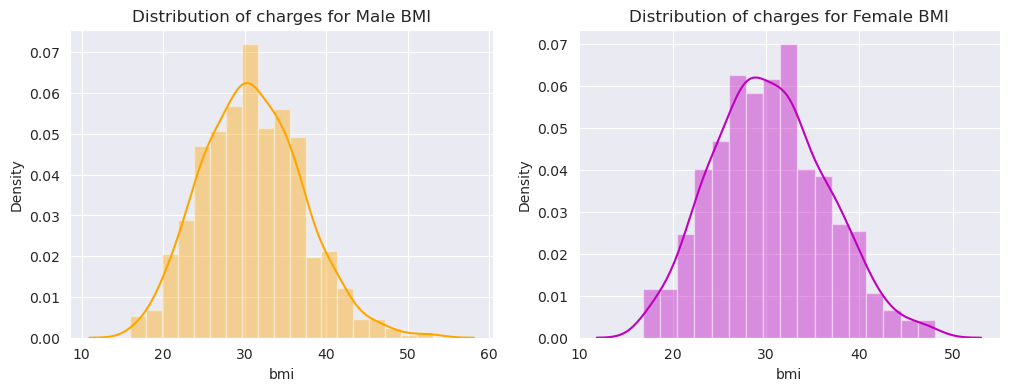 Distribution of charges for Male BMI
0.07
0.06
0.05
0.04
0.03
0.02
0.01
0.00
Density
10 20 30 40 50 60
bmi
Distribution of charges for Female BMI
0.07
0.06
0.05
0.04
0.03
0.02
0.01
0.00
Density
10 20 30 40 50
bmi